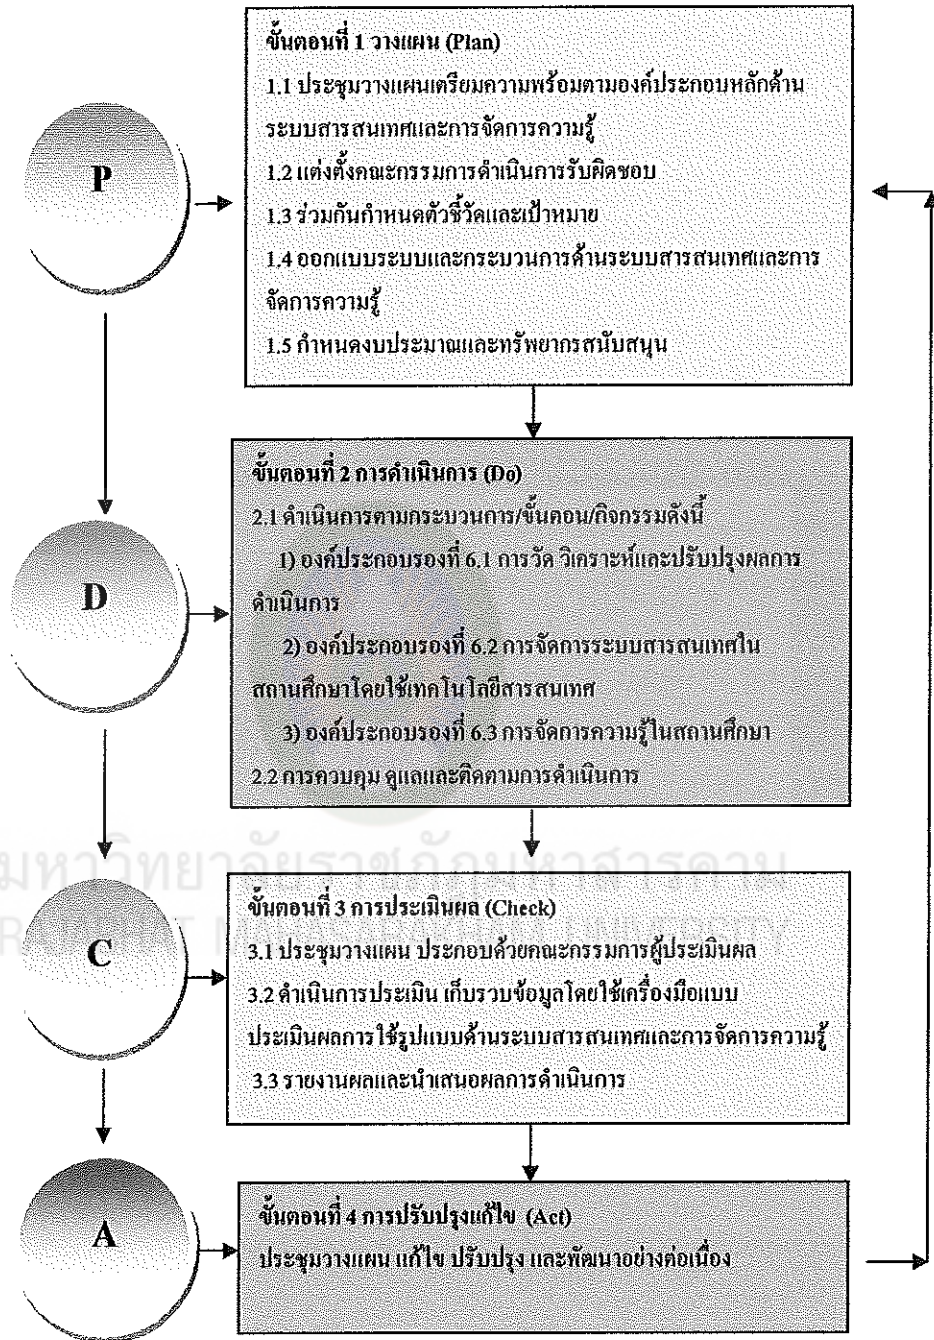 P
ขั้นตอนที่ 1 วางแผน (Plan)
1.1 ประชุมวางแผนเตรียมความพร้อมตามองค์ประกอบหลักด้าน
ระบบสารสนเทศและการจัดการความรู้
1.2 แต่งตั้งคณะกรรมการดำเนินการรับผิดชอบ
1.3 ร่วมกันกำหนดตัวชี้วัดและเป้าหมาย
1.4 ออกแบบระบบและกระบวนการด้านระบบสารสนเทศและการ
จัดการความรู้
1.5 กำหนดงบประมาณและทรัพยากรสนับสนุน
D
ขั้นตอนที่ 2 การดำเนินการ (Do)
2.1 ดำเนินการตามกระบวนการ/ขั้นตอน/กิจกรรมดังนี้
1) องค์ประกอบรองที่ 6.1 การวัด วิเคราะห์และปรับปรุงผลการ
ดำเนินการ
2) องค์ประกอบรองที่ 6.2 การจัดการระบบสารสนเทศใน
สถานศึกษาโดยใช้เทคโนโลยีสารสนเทศ
3) องค์ประกอบรองที่ 6.3 การจัดการความรู้ในสถานศึกษา
2.2 การควบคุม ดูแลและติดตามการดำเนินการ
มหาวิทยาลัยราชภัฏมหาสารคาม
C
ขั้นตอนที่ 3 การประเมินผล (Check)
3.1 ประชุมวางแผน ประกอบด้วยคณะกรรมการผู้ประเมินผล
3.2 ดำเนินการประเมิน เก็บรวบข้อมูลโดยใช้เครื่องมือแบบ
ประเมินผลการใช้รูปแบบด้านระบบสารสนเทศและการจัดการความรู้
3.3 รายงานผลและนำเสนอผลการดำเนินการ
A
ขั้นตอนที่ 4 การปรับปรุงแก้ไข (Act)
ประชุมวางแผน แก้ไข ปรับปรุง และพัฒนาอย่างต่อเนื่อง